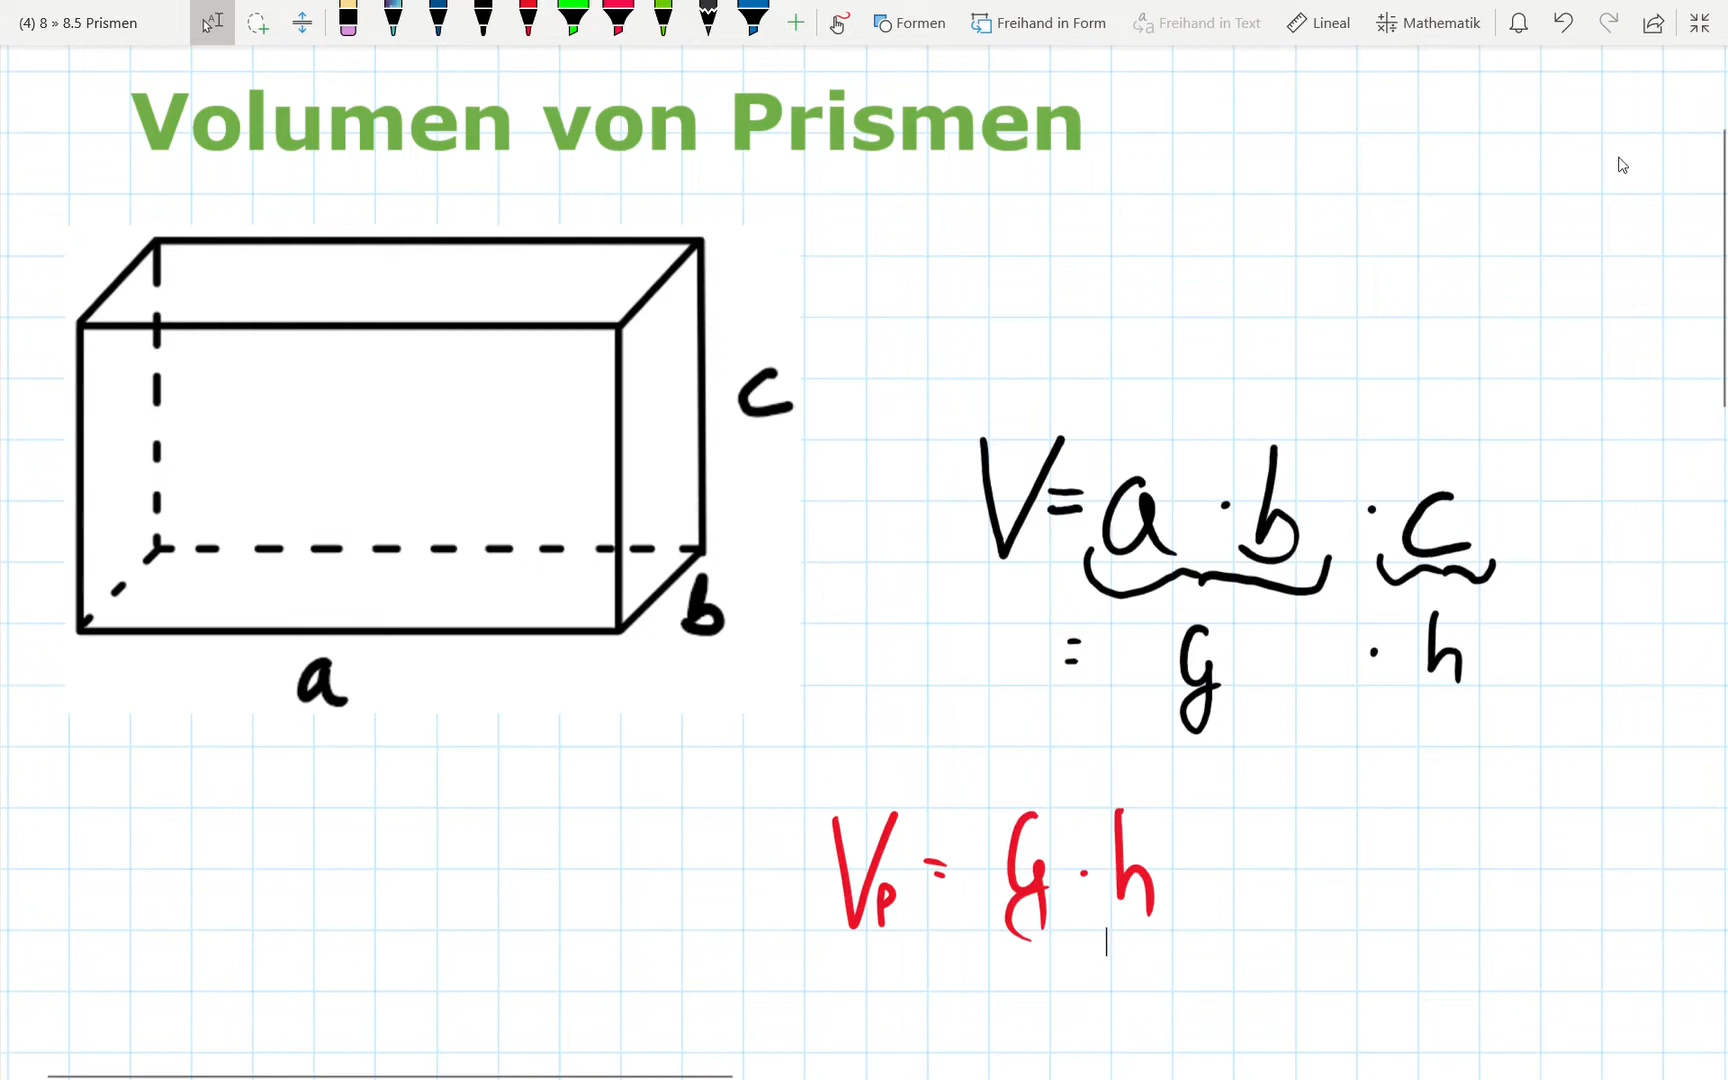 (4) 8 » 8.5 Prismen Formen Freihand in Form Freihand in Text Lineal Mathematik
Volumen von Prismen
c
b
a
V = a · b · c
= G · h
Vp = G · h